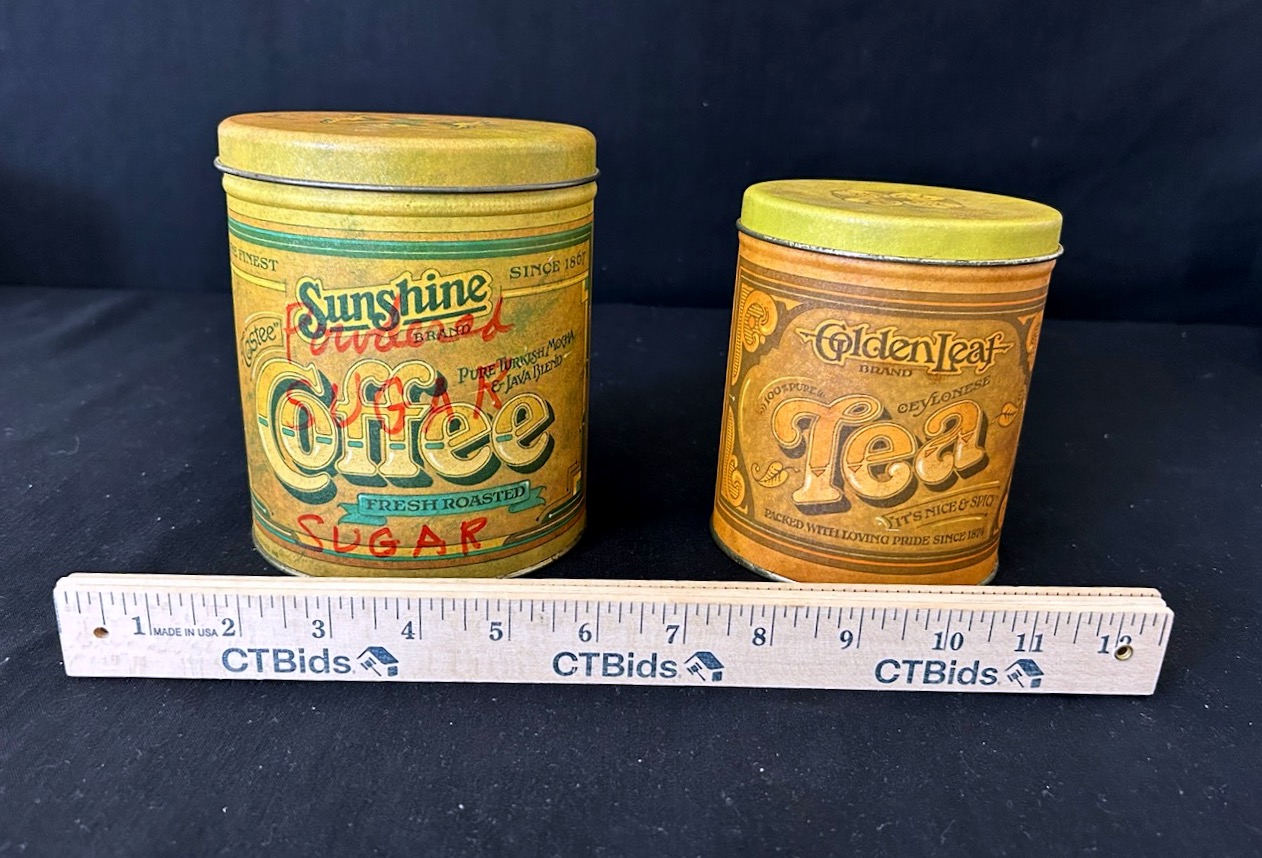 FINEST
SINCE 1867
Sunshine
BRAND
Powdered
PURE TURKISH MOCHA
& JAVA BLEND
SUGAR
Coffee
FRESH ROASTED
SUGAR
Golden Leaf
BRAND
100% PURE
CEYLONESE
Tea
IT'S NICE & SPICY
PACKED WITH LOVING PRIDE SINCE 1874
1 MADE IN USA 2 3 4 5 6 7 8 9 10 11 12
CTBids CTBids CTBids